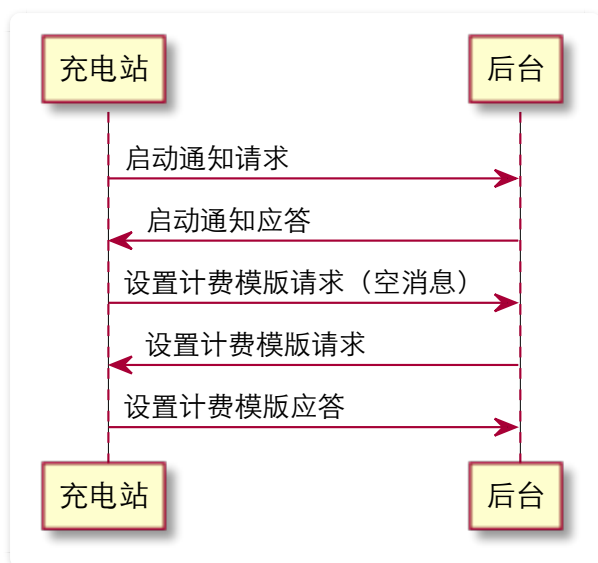 充电站 后台
启动通知请求
启动通知应答
设置计费模版请求（空消息）
设置计费模版请求
设置计费模版应答
充电站 后台